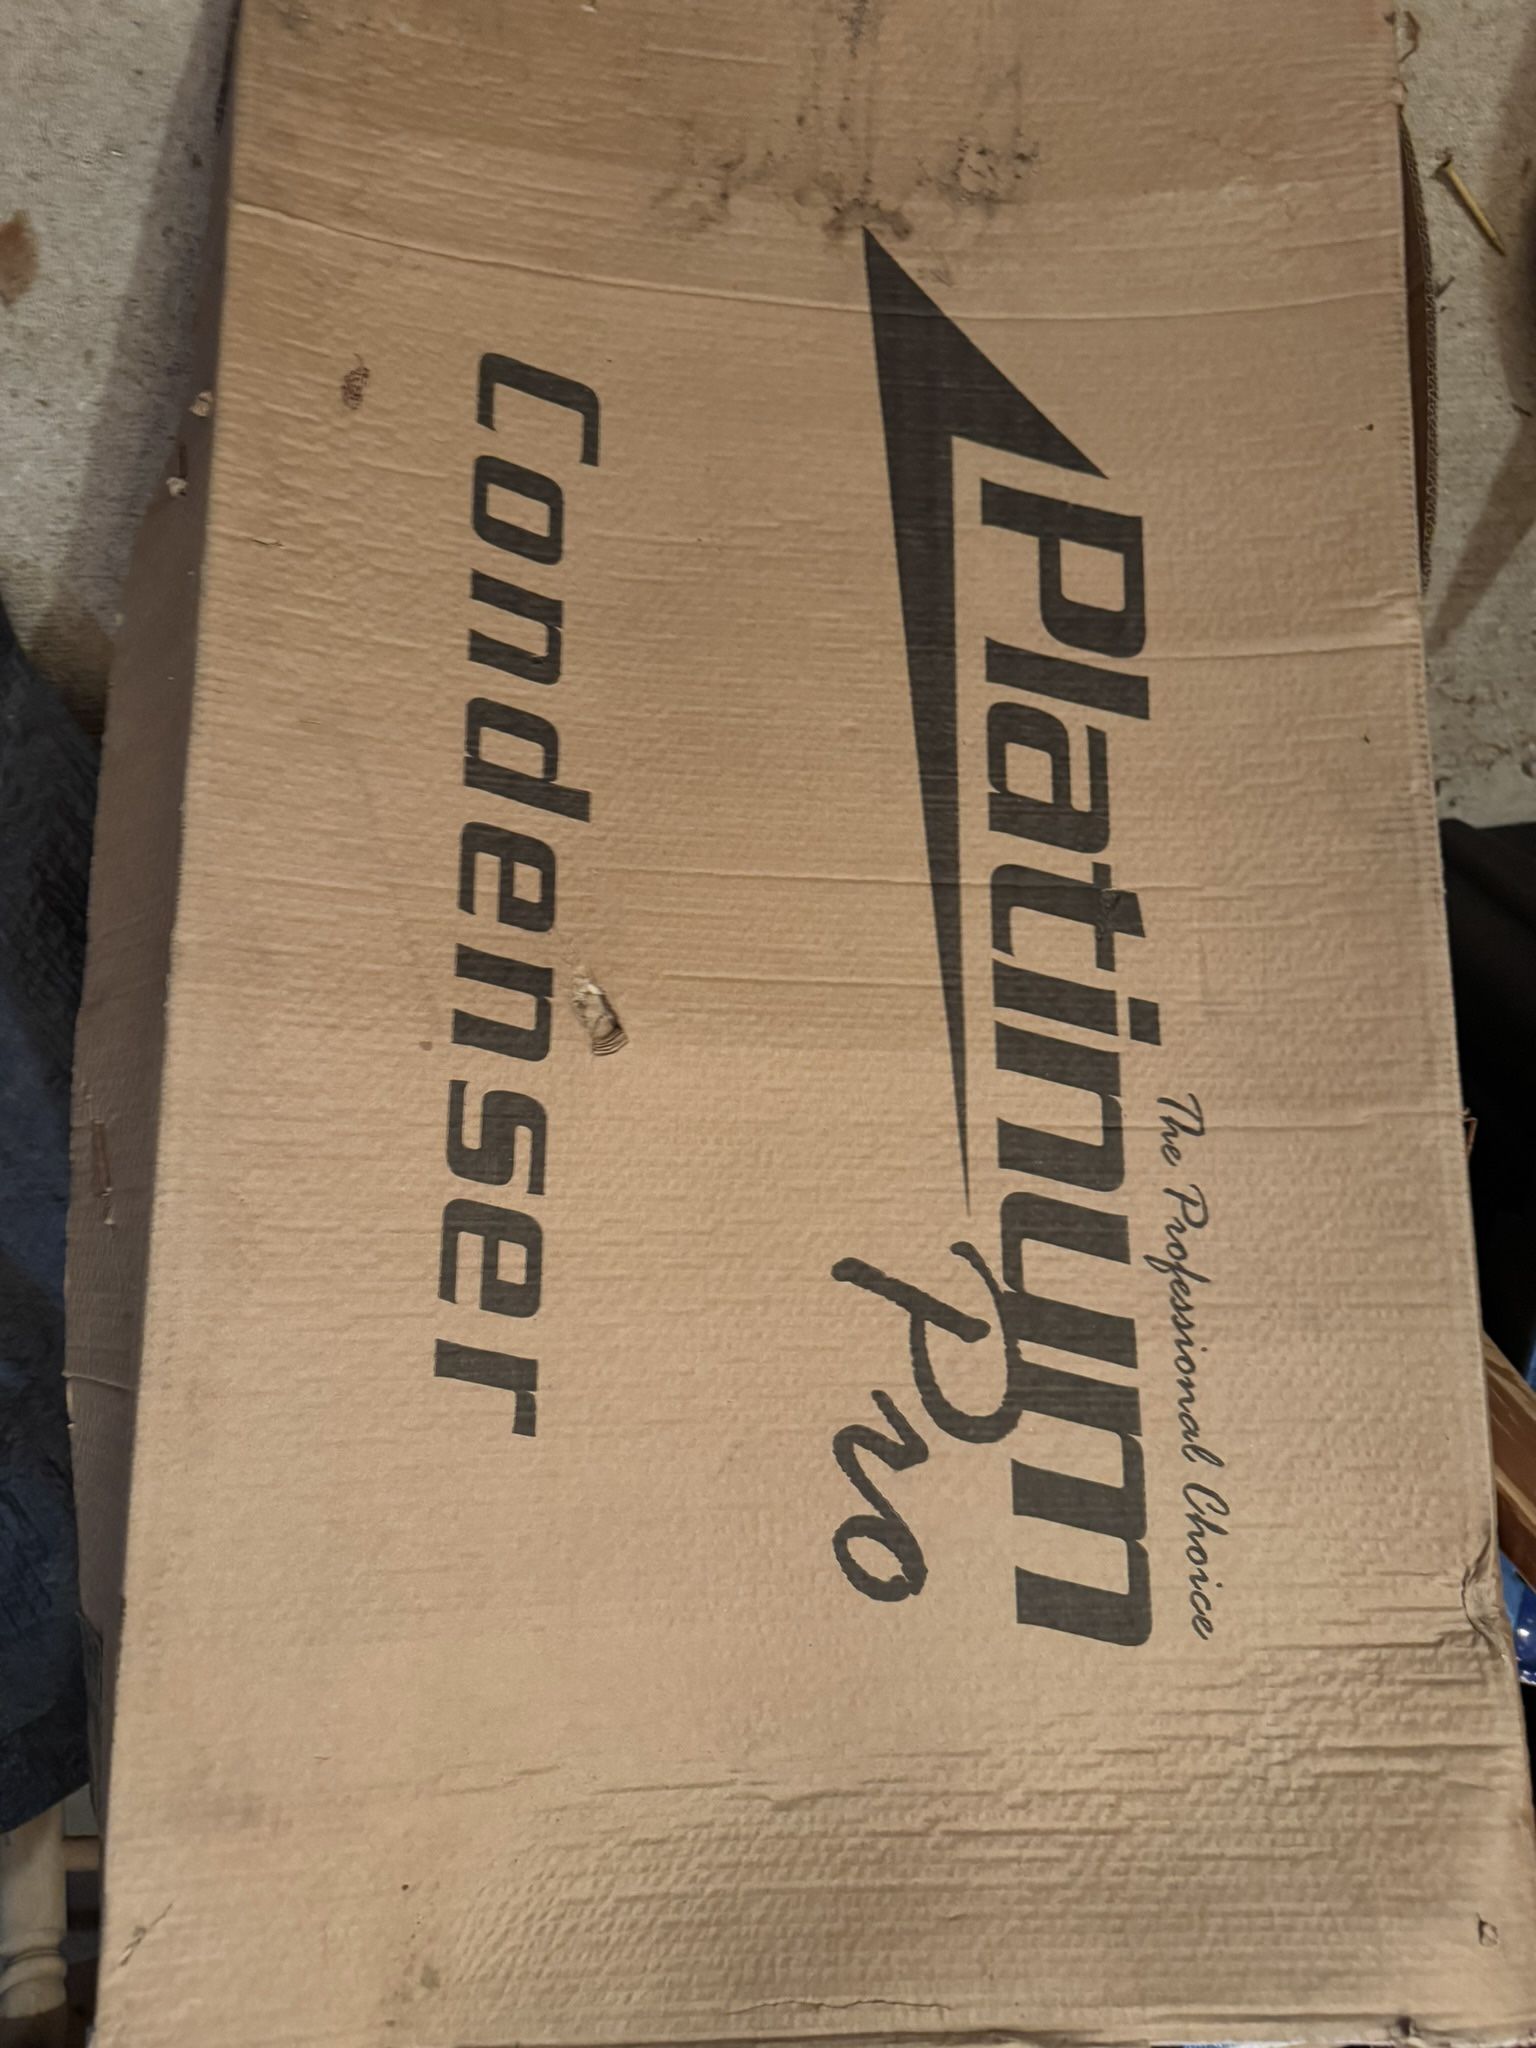 The Professional Choice
Platinum
Pro
Condenser